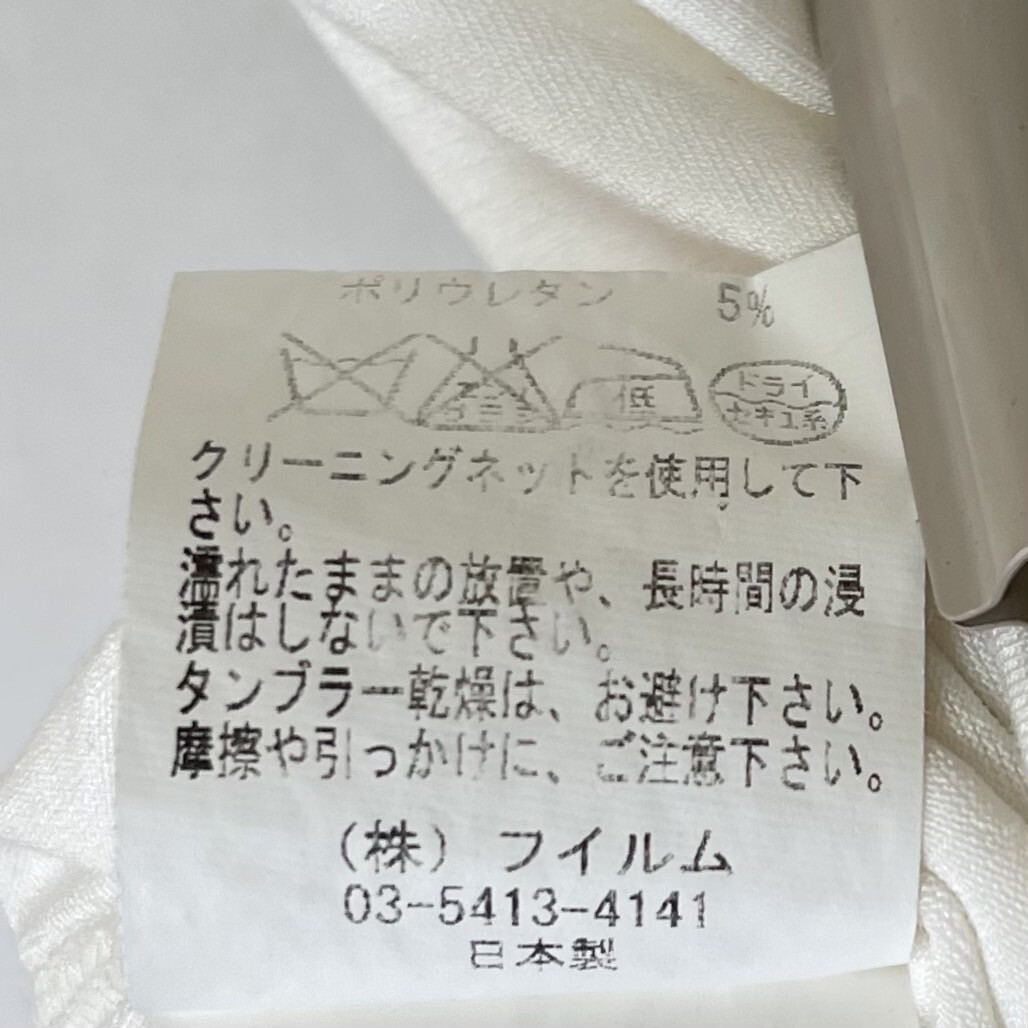 ポリウレタン 5%
低
ドライ
セキユ系
クリーニングネットを使用して下
さい。
濡れたままの放置や、長時間の浸
漬はしないで下さい。
タンブラー乾燥は、お避け下さい。
摩擦や引っかけに、ご注意下さい。
(株) フイルム
03-5413-4141
日本製